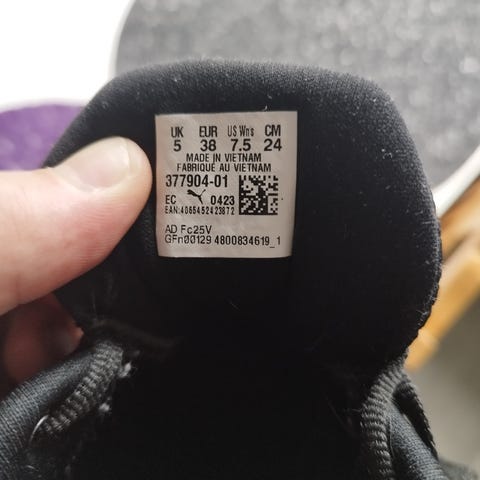 UK EUR US Wn's CM
5 38 7.5 24
MADE IN VIETNAM
FABRIQUÉ AU VIETNAM
377904-01
EC 0423
EAN:4065452423872
AD Fc25V
GFn00129 4800834619_1